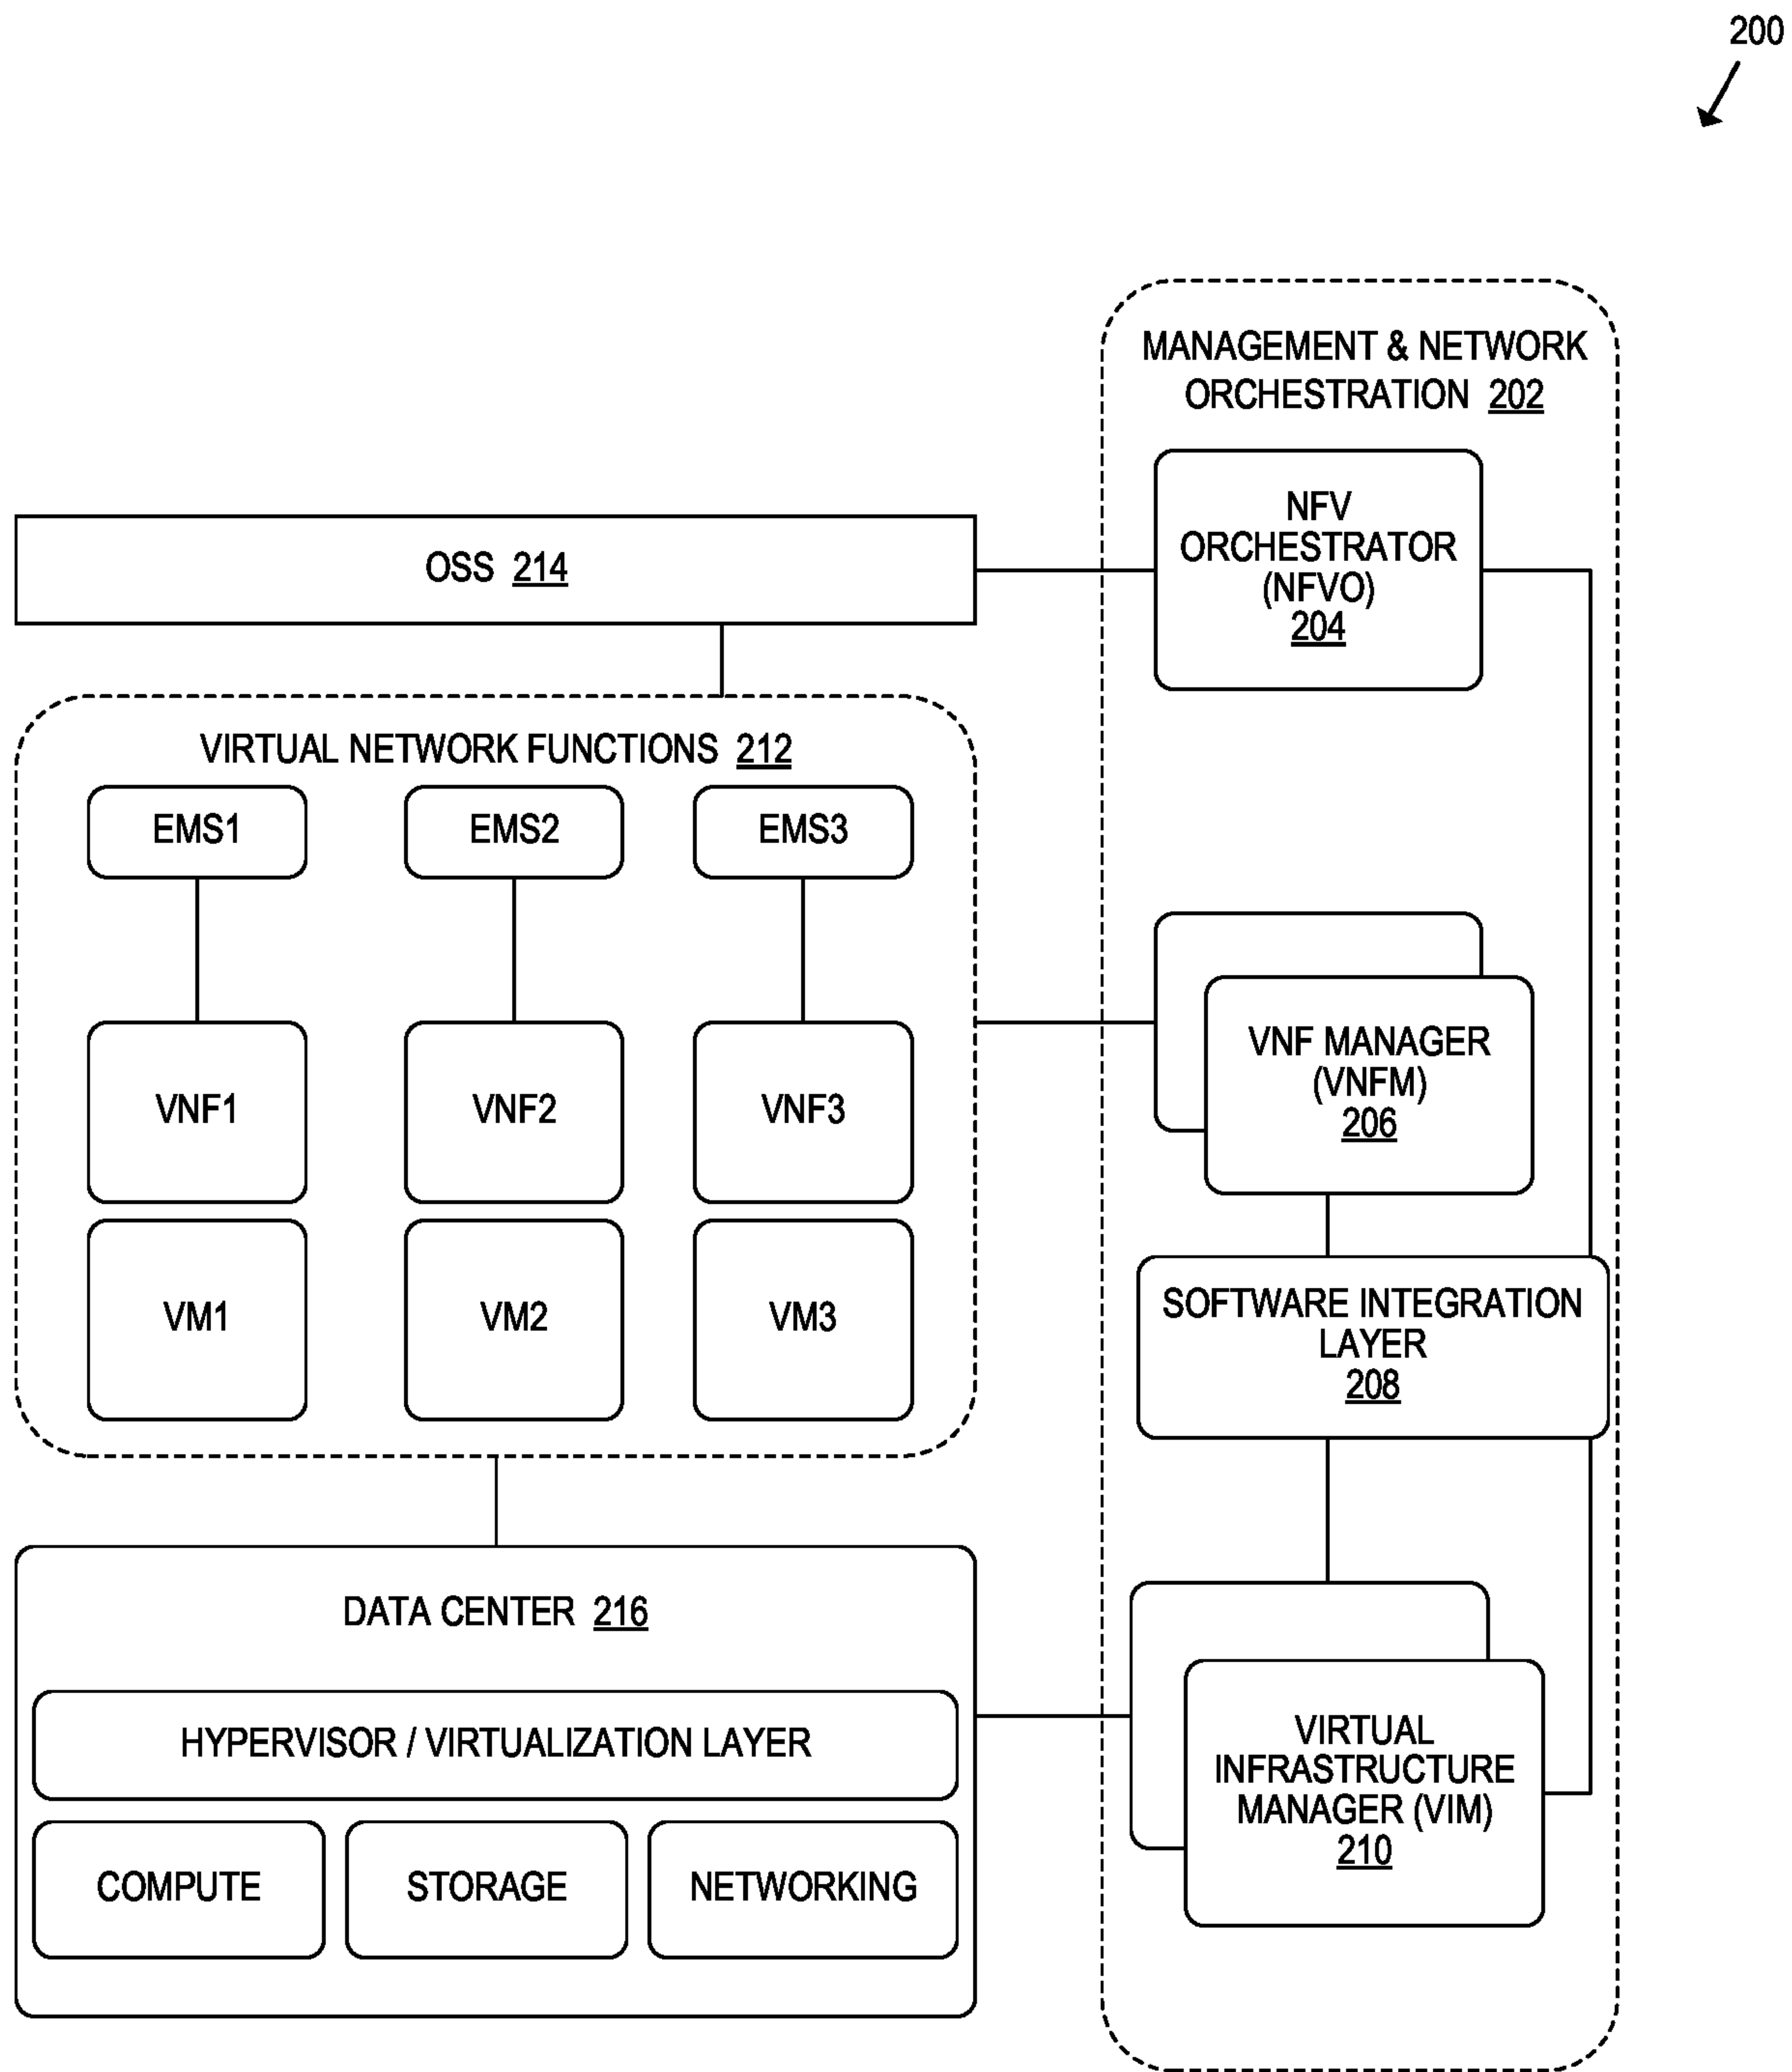 200
MANAGEMENT & NETWORK
ORCHESTRATION 202
NFV
ORCHESTRATOR
(NFVO)
204
OSS 214
VIRTUAL NETWORK FUNCTIONS 212
EMS1
EMS2
EMS3
VNF1
VNF2
VNF3
VM1
VM2
VM3
VNF MANAGER
(VNFM)
206
SOFTWARE INTEGRATION
LAYER
208
DATA CENTER 216
HYPERVISOR / VIRTUALIZATION LAYER
COMPUTE
STORAGE
NETWORKING
VIRTUAL
INFRASTRUCTURE
MANAGER (VIM)
210